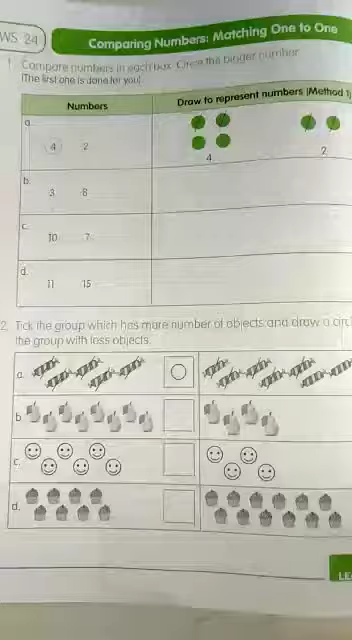 WS 24
Comparing Numbers: Matching One to One
1. Compare numbers in each box. Circle the bigger number.
(The first one is done for you)
Numbers
Draw to represent numbers (Method 1)
a.
4 2
4 2
b.
3 8
c.
10 7
d.
11 15
2. Tick the group which has more number of objects and draw a circ
the group with less objects.
a.
b.
c.
d.